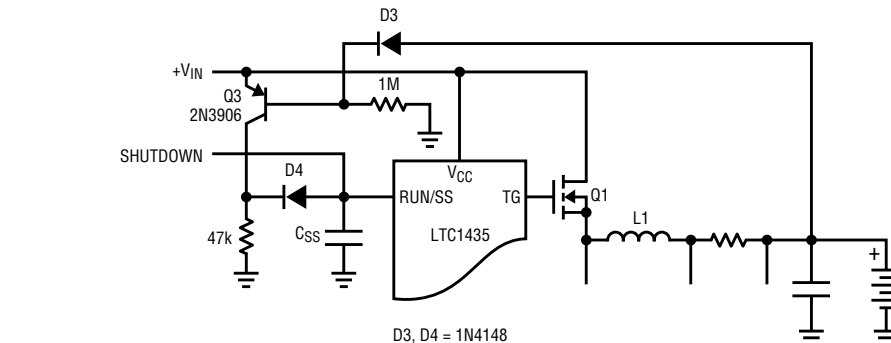 D3
+VIN
1M
Q3
2N3906
SHUTDOWN
D4
VCC
RUN/SS
TG
Q1
L1
47k
CSS
LTC1435
+
D3, D4 = 1N4148